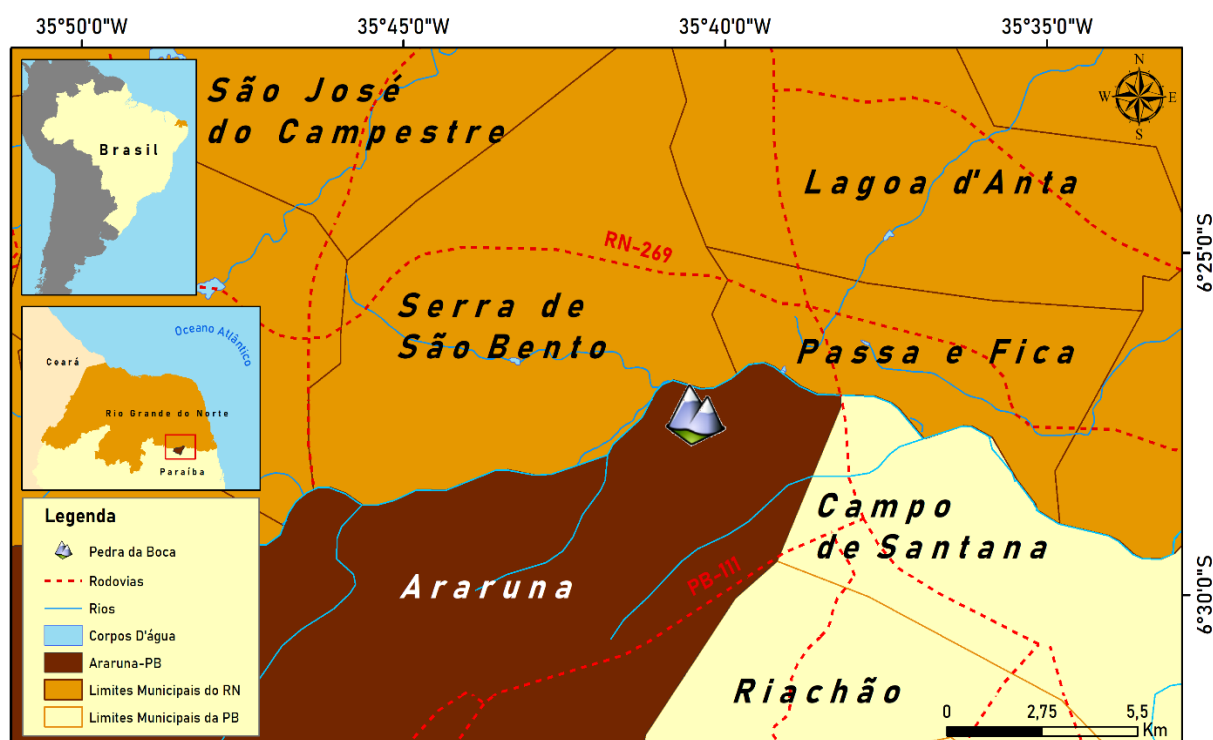 35°50'0"W
35°45'0"W
35°40'0"W
35°35'0"W
São José
do Campestre
Brasil
N
W
E
S
Lagoa d'Anta
RN-269
6°25'0"S
Serra de
São Bento
Passa e Fica
Oceano Atlântico
Ceará
Rio Grande do Norte
Paraíba
Campo
de Santana
Legenda
Pedra da Boca
Rodovias
Rios
Corpos D'água
Araruna-PB
Limites Municipais do RN
Limites Municipais da PB
Araruna
PB-111
6°30'0"S
Riachão
0 2,75 5,5
Km